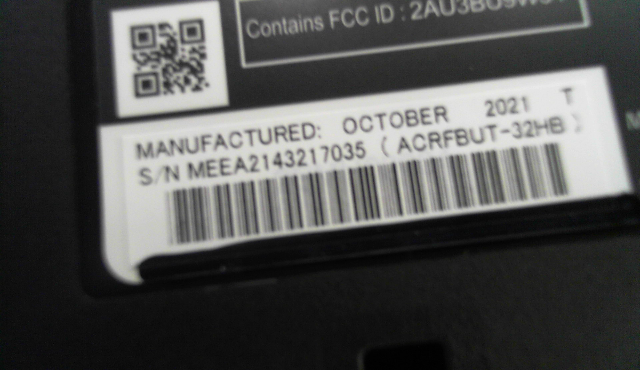 Contains FCC ID :
MANUFACTURED: OCTOBER 2021 T
S/N MEEA2143217035 ( ACRFBUT-32HB )